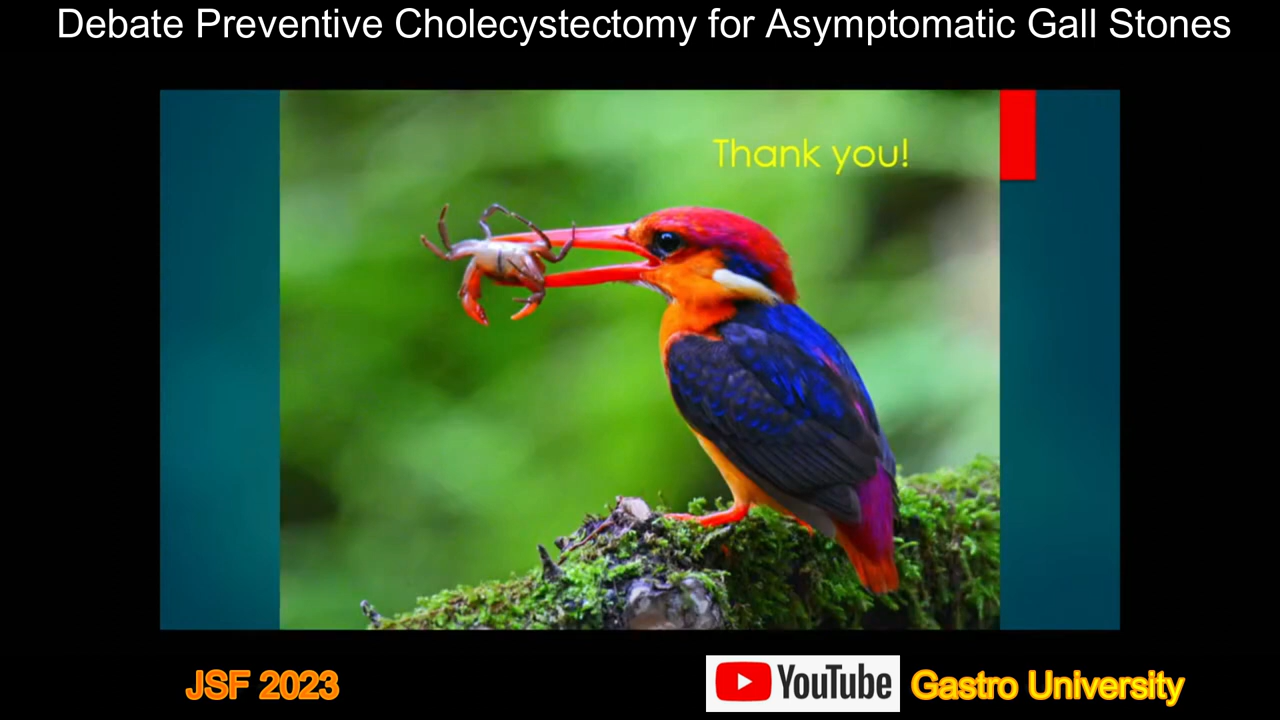 Debate Preventive Cholecystectomy for Asymptomatic Gall Stones
Thank you!
JSF 2023
YouTube
Gastro University